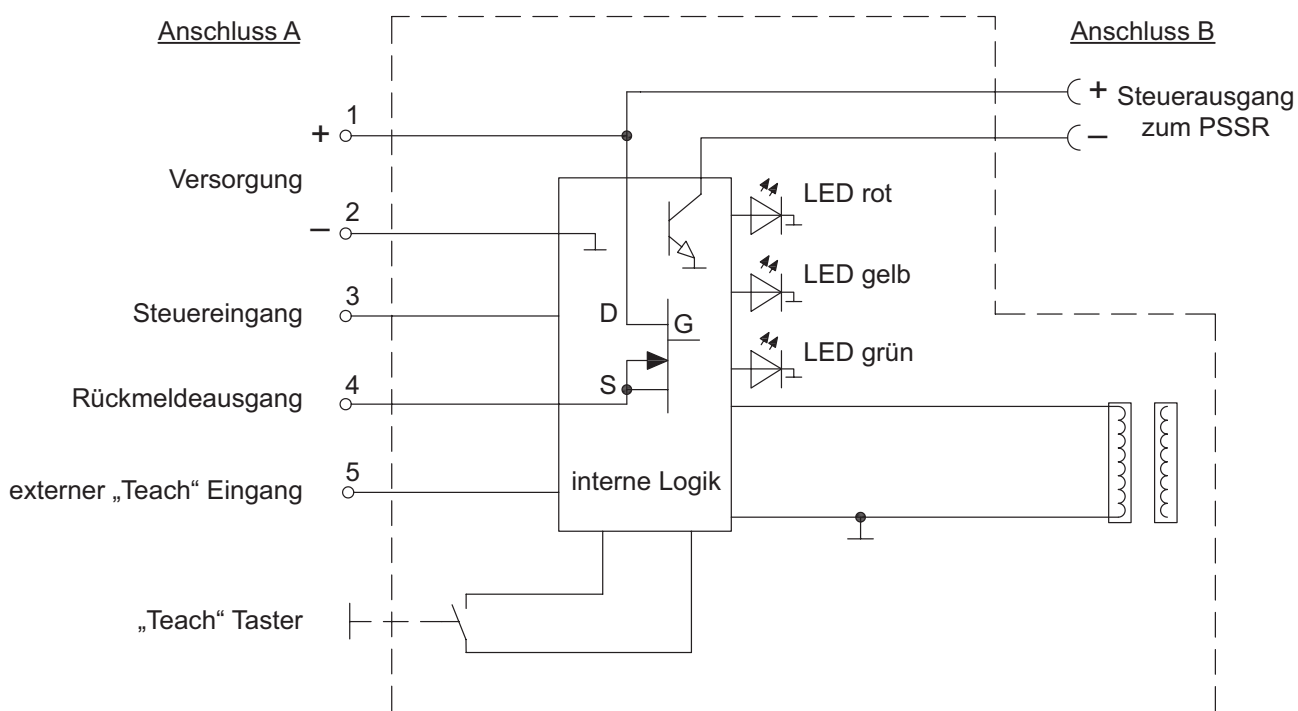 Anschluss A
Anschluss B
1
+
+ Steuerausgang
zum PSSR
–
Versorgung
2
–
LED rot
LED gelb
Steuereingang
3
D
G
LED grün
Rückmeldeausgang
4
S
externer „Teach“ Eingang
5
interne Logik
„Teach“ Taster